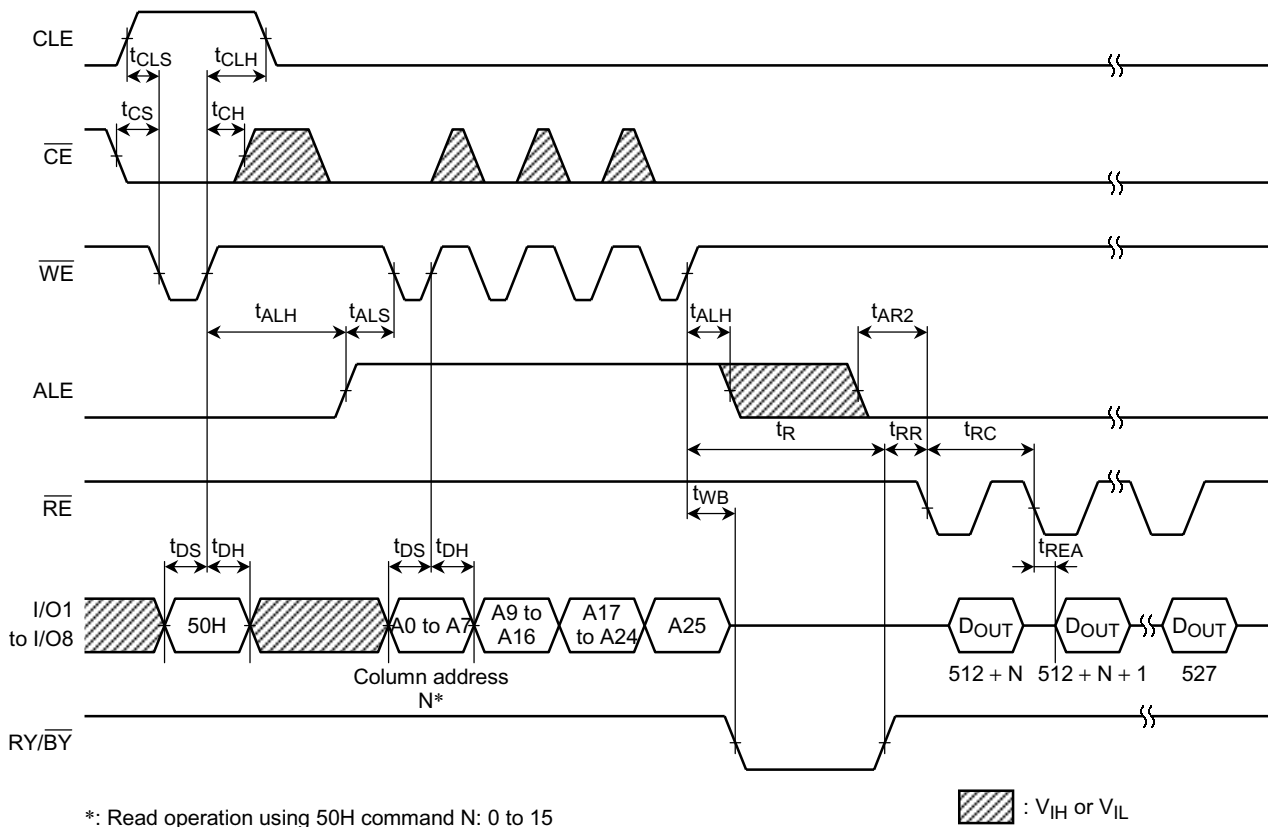 CLE
tCLS
tCLH
tCS
tCH
CE
WE
tALH
tALS
tALH
tAR2
ALE
tR
tRR
tRC
RE
tWB
tREA
tDS
tDH
tDS
tDH
I/O1
to I/O8
50H
A0 to A7
A9 to
A16
A17
to A24
A25
DOUT
DOUT
DOUT
Column address
N*
512 + N
512 + N + 1
527
RY/BY
*: Read operation using 50H command N: 0 to 15
: VIH or VIL